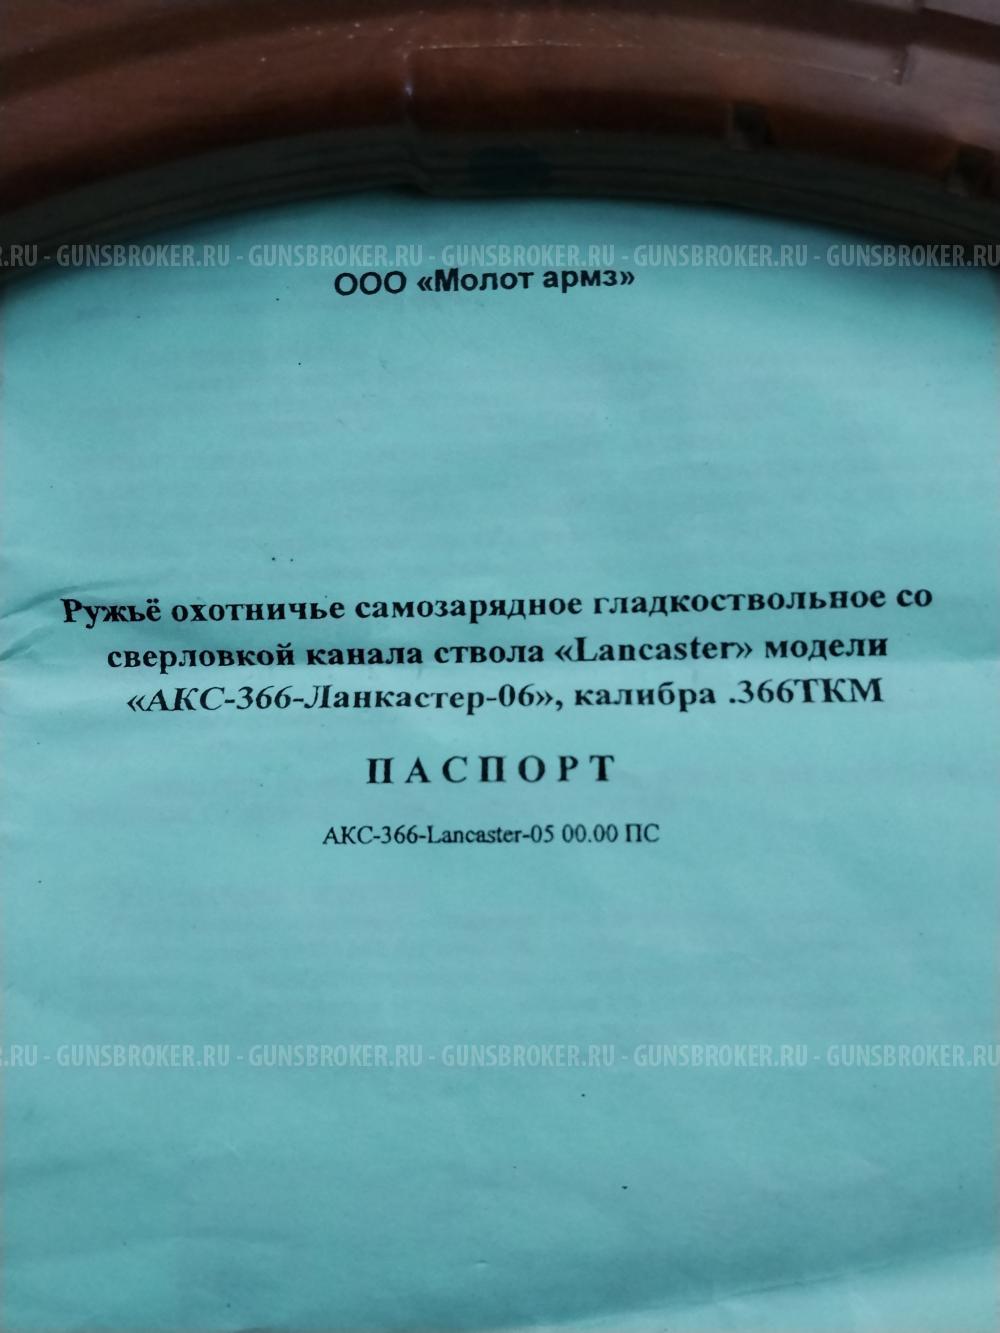 .RU - GUNSBROKER.RU - GUNSBROKER.RU - GUNSBROKER.RU - GUNSBROKER.RU - GUNSBROKER.RU
ООО «Молот армз»
Ружьё охотничье самозарядное гладкоствольное со
сверловкой канала ствола «Lancaster» модели
«АКС-366-Ланкастер-06», калибра .366ТКМ
ПАСПОРТ
АКС-366-Lancaster-05 00.00 ПС
.RU - GUNSBROKER.RU - GUNSBROKER.RU - GUNSBROKER.RU - GUNSBROKER.RU - GUNSBROKER.RU